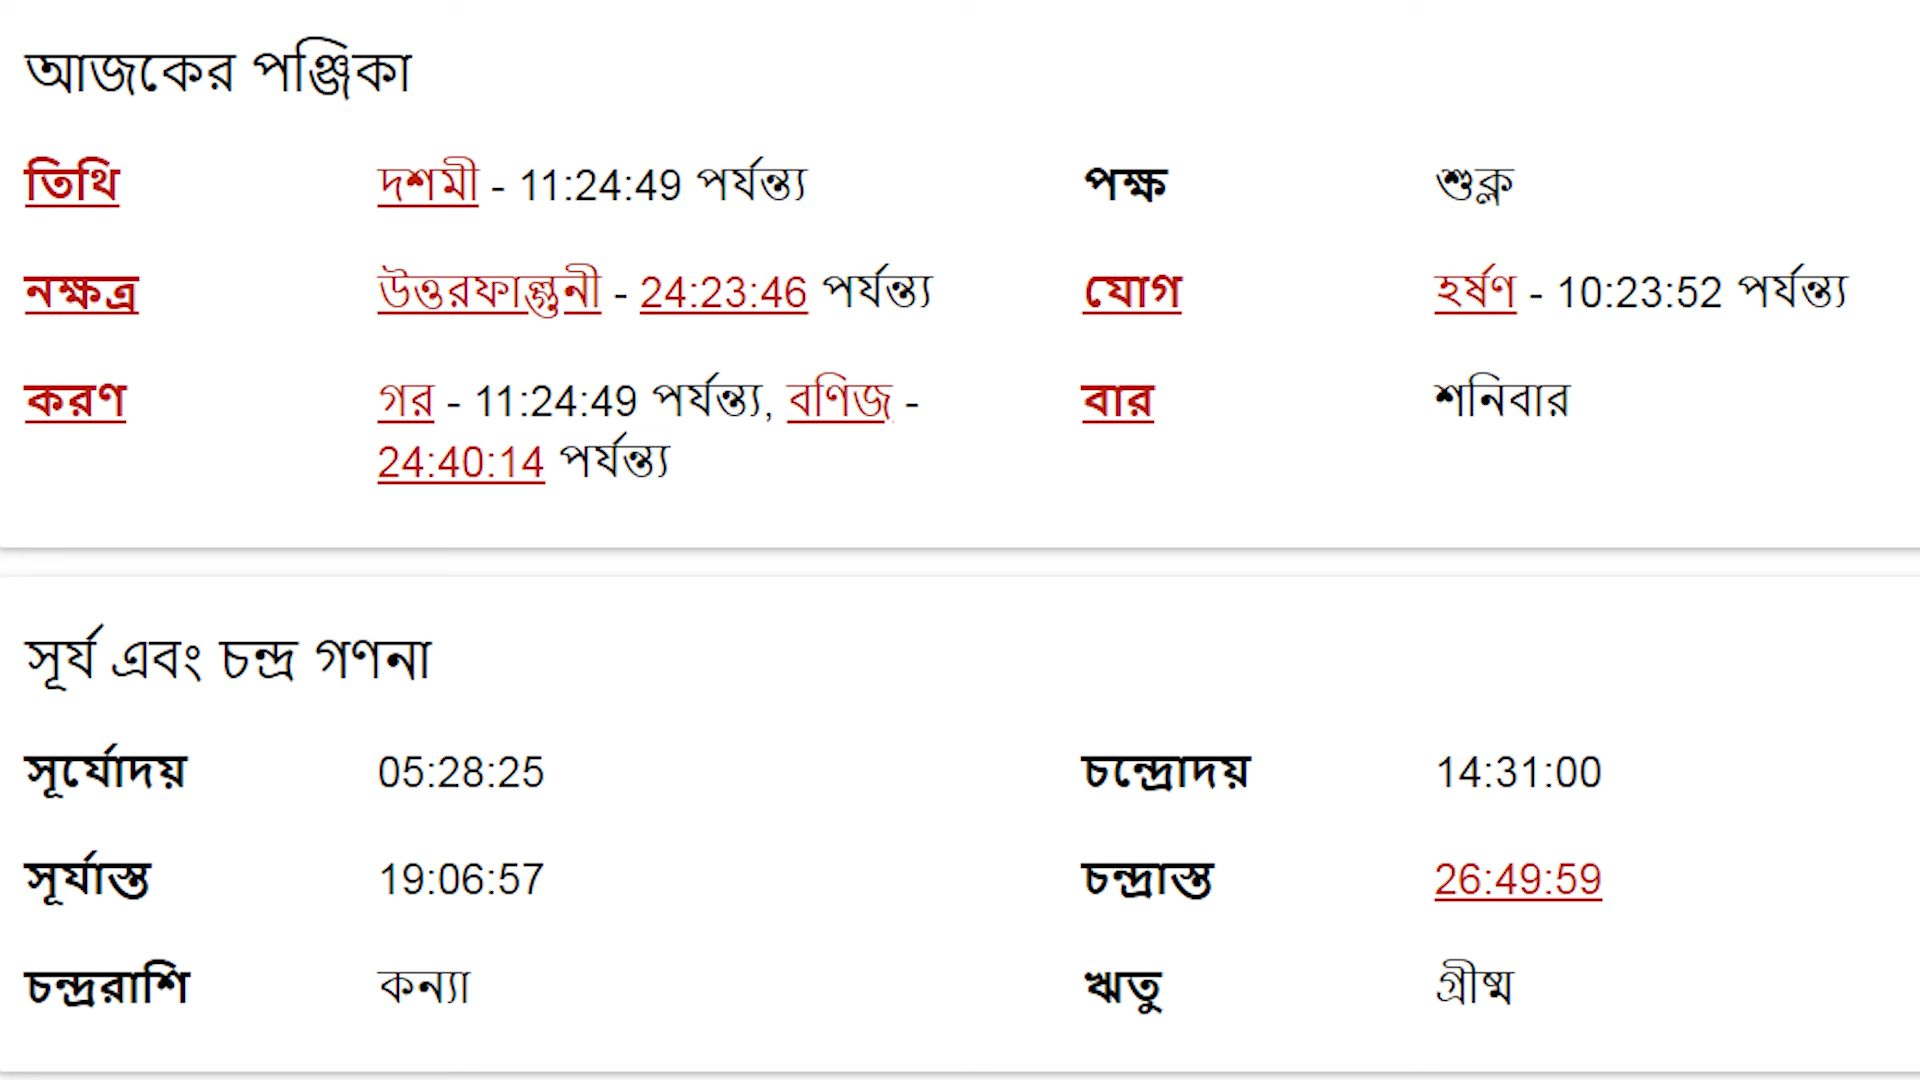 আজকের পঞ্জিকা
তিথি দশমী - 11:24:49 পর্যন্ত্য পক্ষ শুক্ল
নক্ষত্র উত্তরফাল্গুনী - 24:23:46 পর্যন্ত্য যোগ হর্ষণ - 10:23:52 পর্যন্ত্য
করণ গর - 11:24:49 পর্যন্ত্য, বণিজ - বার শনিবার
24:40:14 পর্যন্ত্য
সূর্য এবং চন্দ্র গণনা
সূর্যোদয় 05:28:25 চন্দ্রোদয় 14:31:00
সূর্যাস্ত 19:06:57 চন্দ্রাস্ত 26:49:59
চন্দ্ররাশি কন্যা ঋতু গ্রীষ্ম